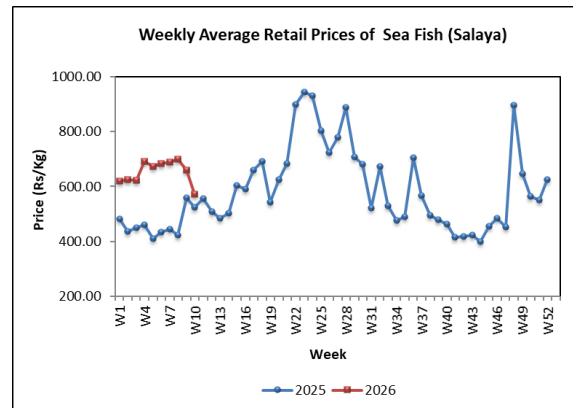 Weekly Average Retail Prices of Sea Fish (Salaya)
Price (Rs/Kg)
1000.00
800.00
600.00
400.00
200.00
W1
W4
W7
W10
W13
W16
W19
W22
W25
W28
W31
W34
W37
W40
W43
W46
W49
W52
Week
2025
2026